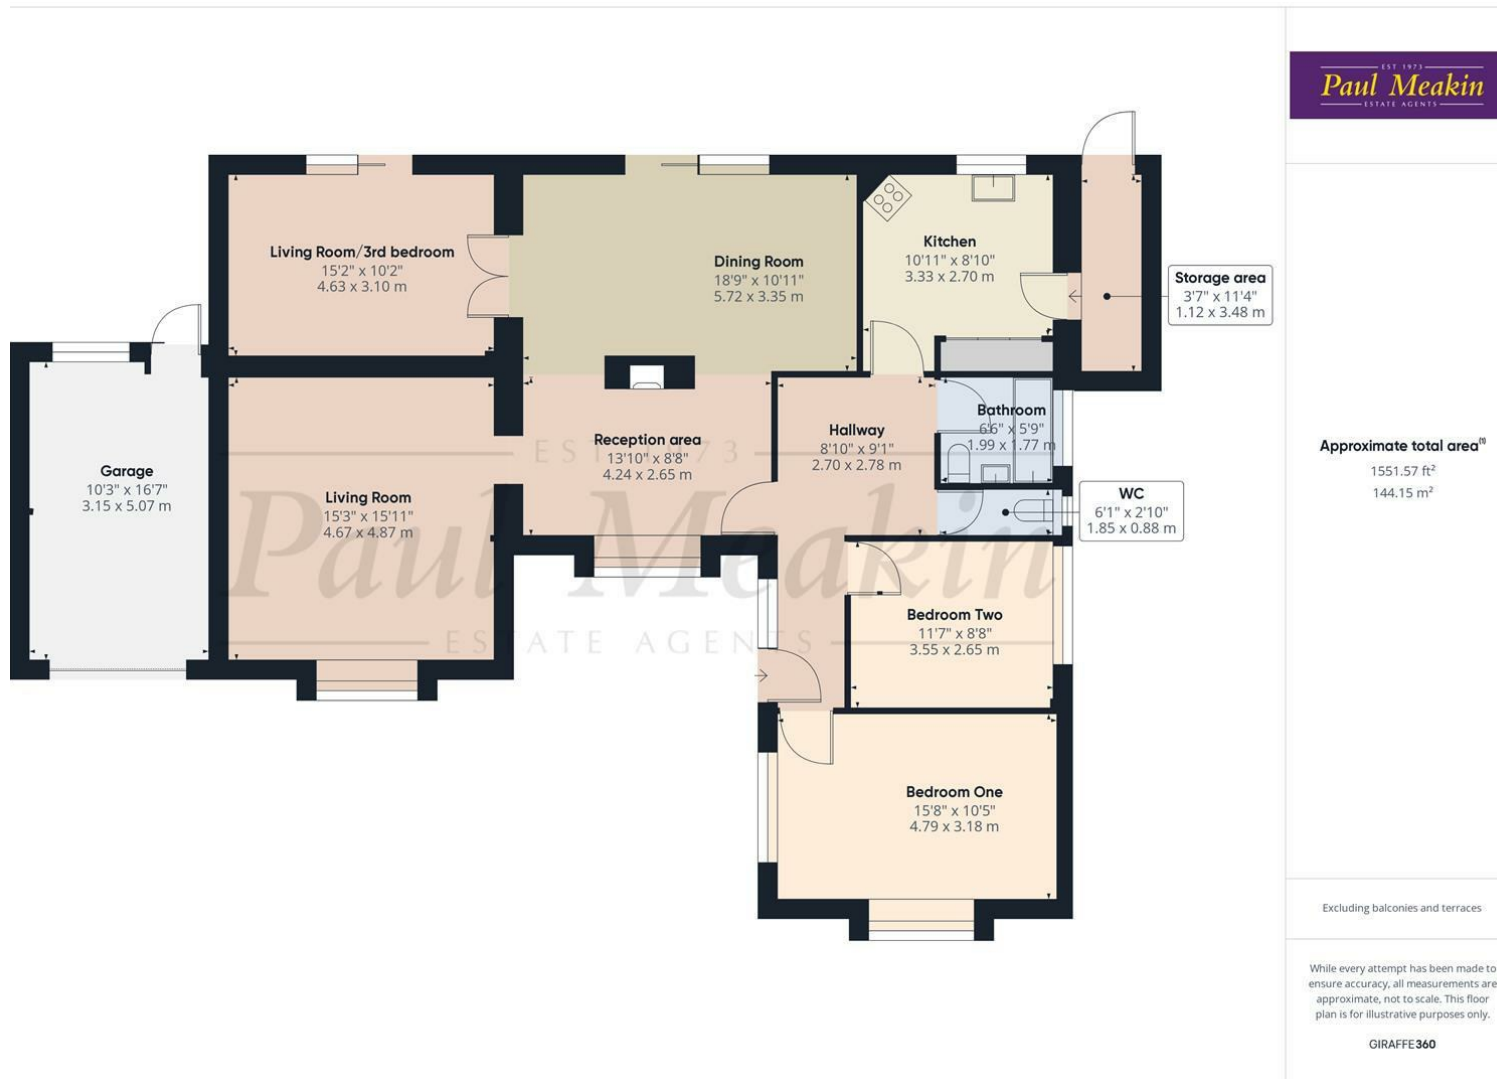 EST 1973
Paul Meakin
ESTATE AGENTS
Living Room/3rd bedroom
15'2" x 10'2"
4.63 x 3.10 m
Dining Room
18'9" x 10'11"
5.72 x 3.35 m
Kitchen
10'11" x 8'10"
3.33 x 2.70 m
Storage area
3'7" x 11'4"
1.12 x 3.48 m
Garage
10'3" x 16'7"
3.15 x 5.07 m
Living Room
15'3" x 15'11"
4.67 x 4.87 m
Reception area
13'10" x 8'8"
4.24 x 2.65 m
Hallway
8'10" x 9'1"
2.70 x 2.78 m
Bathroom
6'6" x 5'9"
1.99 x 1.77 m
WC
6'1" x 2'10"
1.85 x 0.88 m
Bedroom Two
11'7" x 8'8"
3.55 x 2.65 m
Bedroom One
15'8" x 10'5"
4.79 x 3.18 m
EST 1973
Paul Meakin
ESTATE AGENTS
Approximate total area⁽¹⁾
1551.57 ft²
144.15 m²
Excluding balconies and terraces
While every attempt has been made to
ensure accuracy, all measurements are
approximate, not to scale. This floor
plan is for illustrative purposes only.
GIRAFFE360